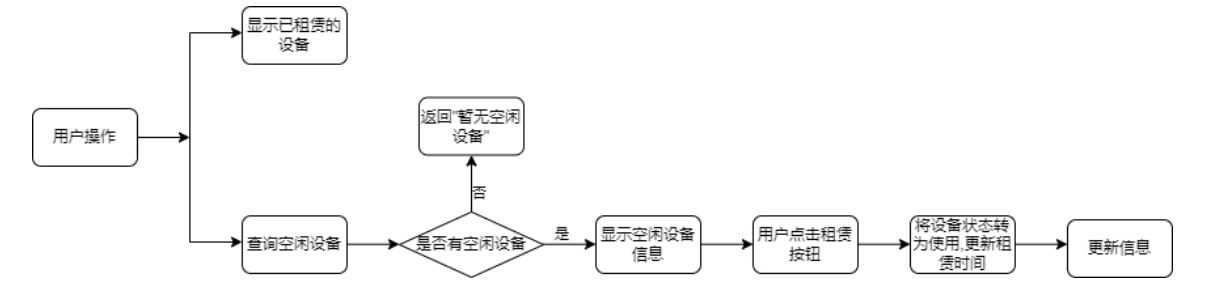 显示已租赁的
设备
用户操作
返回"暂无空闲
设备"
否
查询空闲设备
是否有空闲设备
是
显示空闲设备
信息
用户点击租赁
按钮
将设备状态转
为使用,更新租
赁时间
更新信息